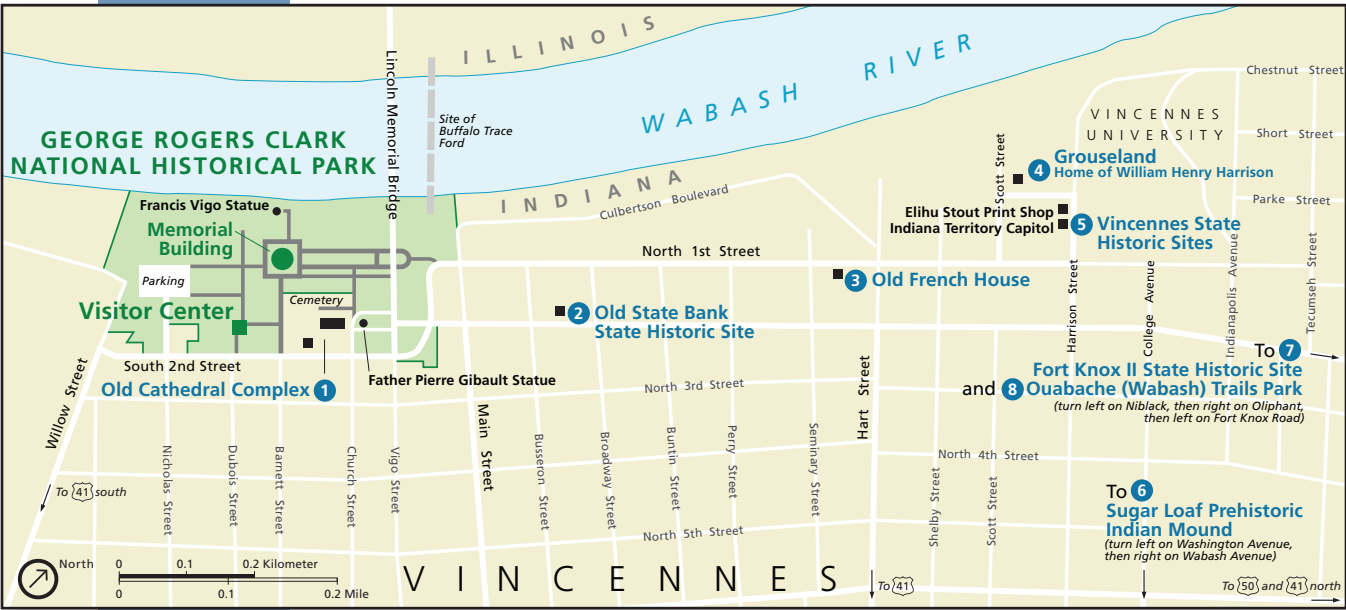 ILLINOIS
WABASH RIVER
INDIANA
Lincoln Memorial Bridge
Site of
Buffalo Trace
Ford
GEORGE ROGERS CLARK
NATIONAL HISTORICAL PARK
Francis Vigo Statue
Memorial
Building
Parking
Cemetery
Visitor Center
South 2nd Street
Old Cathedral Complex 1
Father Pierre Gibault Statue
Willow Street
Culbertson Boulevard
North 1st Street
2 Old State Bank
State Historic Site
3 Old French House
Scott Street
4 Grouseland
Home of William Henry Harrison
Elihu Stout Print Shop
Indiana Territory Capitol
5 Vincennes State
Historic Sites
VINCENNES
UNIVERSITY
Chestnut Street
Short Street
Parke Street
Harrison Street
College Avenue
Indianapolis Avenue
Tecumseh Street
To 7
Fort Knox II State Historic Site
and 8 Ouabache (Wabash) Trails Park
(turn left on Niblack, then right on Oliphant,
then left on Fort Knox Road)
North 3rd Street
North 4th Street
North 5th Street
Nicholas Street
Dubois Street
Barnett Street
Church Street
Vigo Street
Main Street
Busseron Street
Broadway Street
Buntin Street
Perry Street
Seminary Street
Hart Street
Shelby Street
Scott Street
To 6
Sugar Loaf Prehistoric
Indian Mound
(turn left on Washington Avenue,
then right on Wabash Avenue)
To 41 south
North
0 0.1 0.2 Kilometer
0 0.1 0.2 Mile
VINCENNES
To 41
To 50 and 41 north